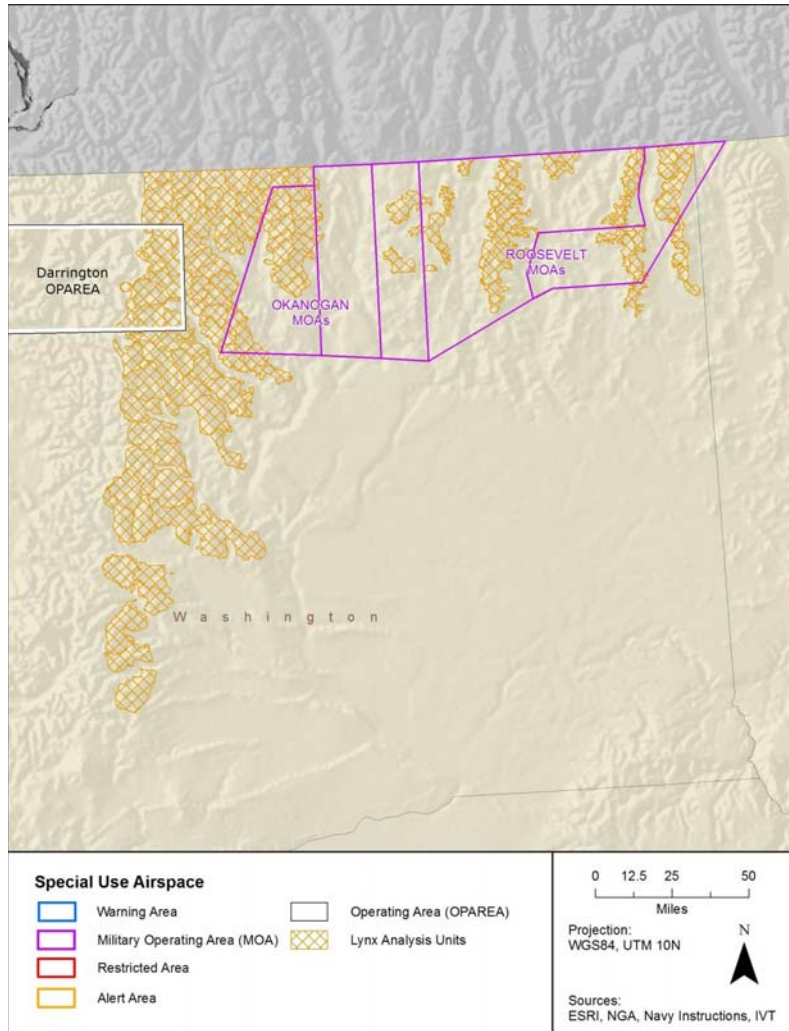 Darrington
OPAREA
OKANOGAN
MOAs
ROOSEVELT
MOAs
Washington
Special Use Airspace
Warning Area
Military Operating Area (MOA)
Restricted Area
Alert Area
Operating Area (OPAREA)
Lynx Analysis Units
0 12.5 25 50
Miles
Projection:
WGS84, UTM 10N
N
Sources:
ESRI, NGA, Navy Instructions, IVT